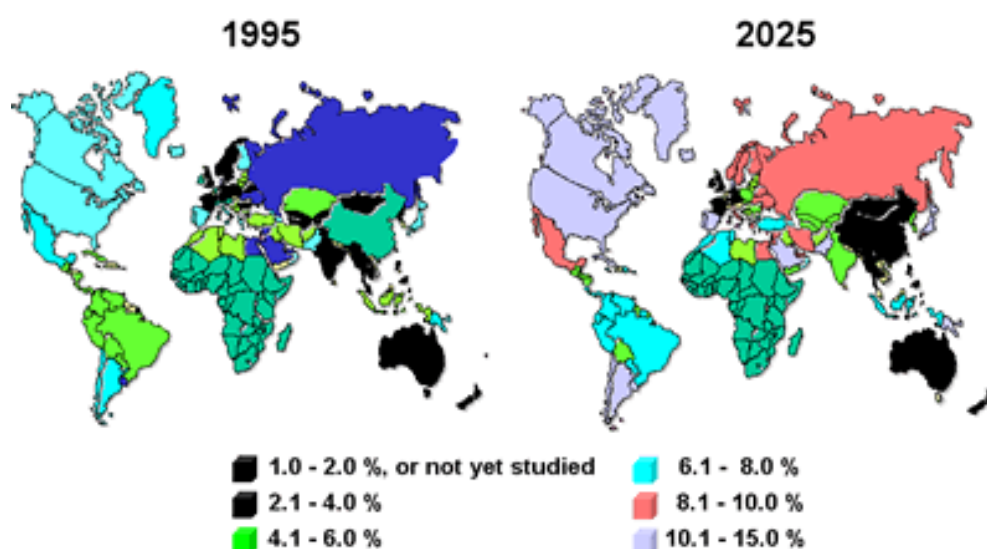 1995
2025
1.0 - 2.0 %, or not yet studied
2.1 - 4.0 %
4.1 - 6.0 %
6.1 - 8.0 %
8.1 - 10.0 %
10.1 - 15.0 %